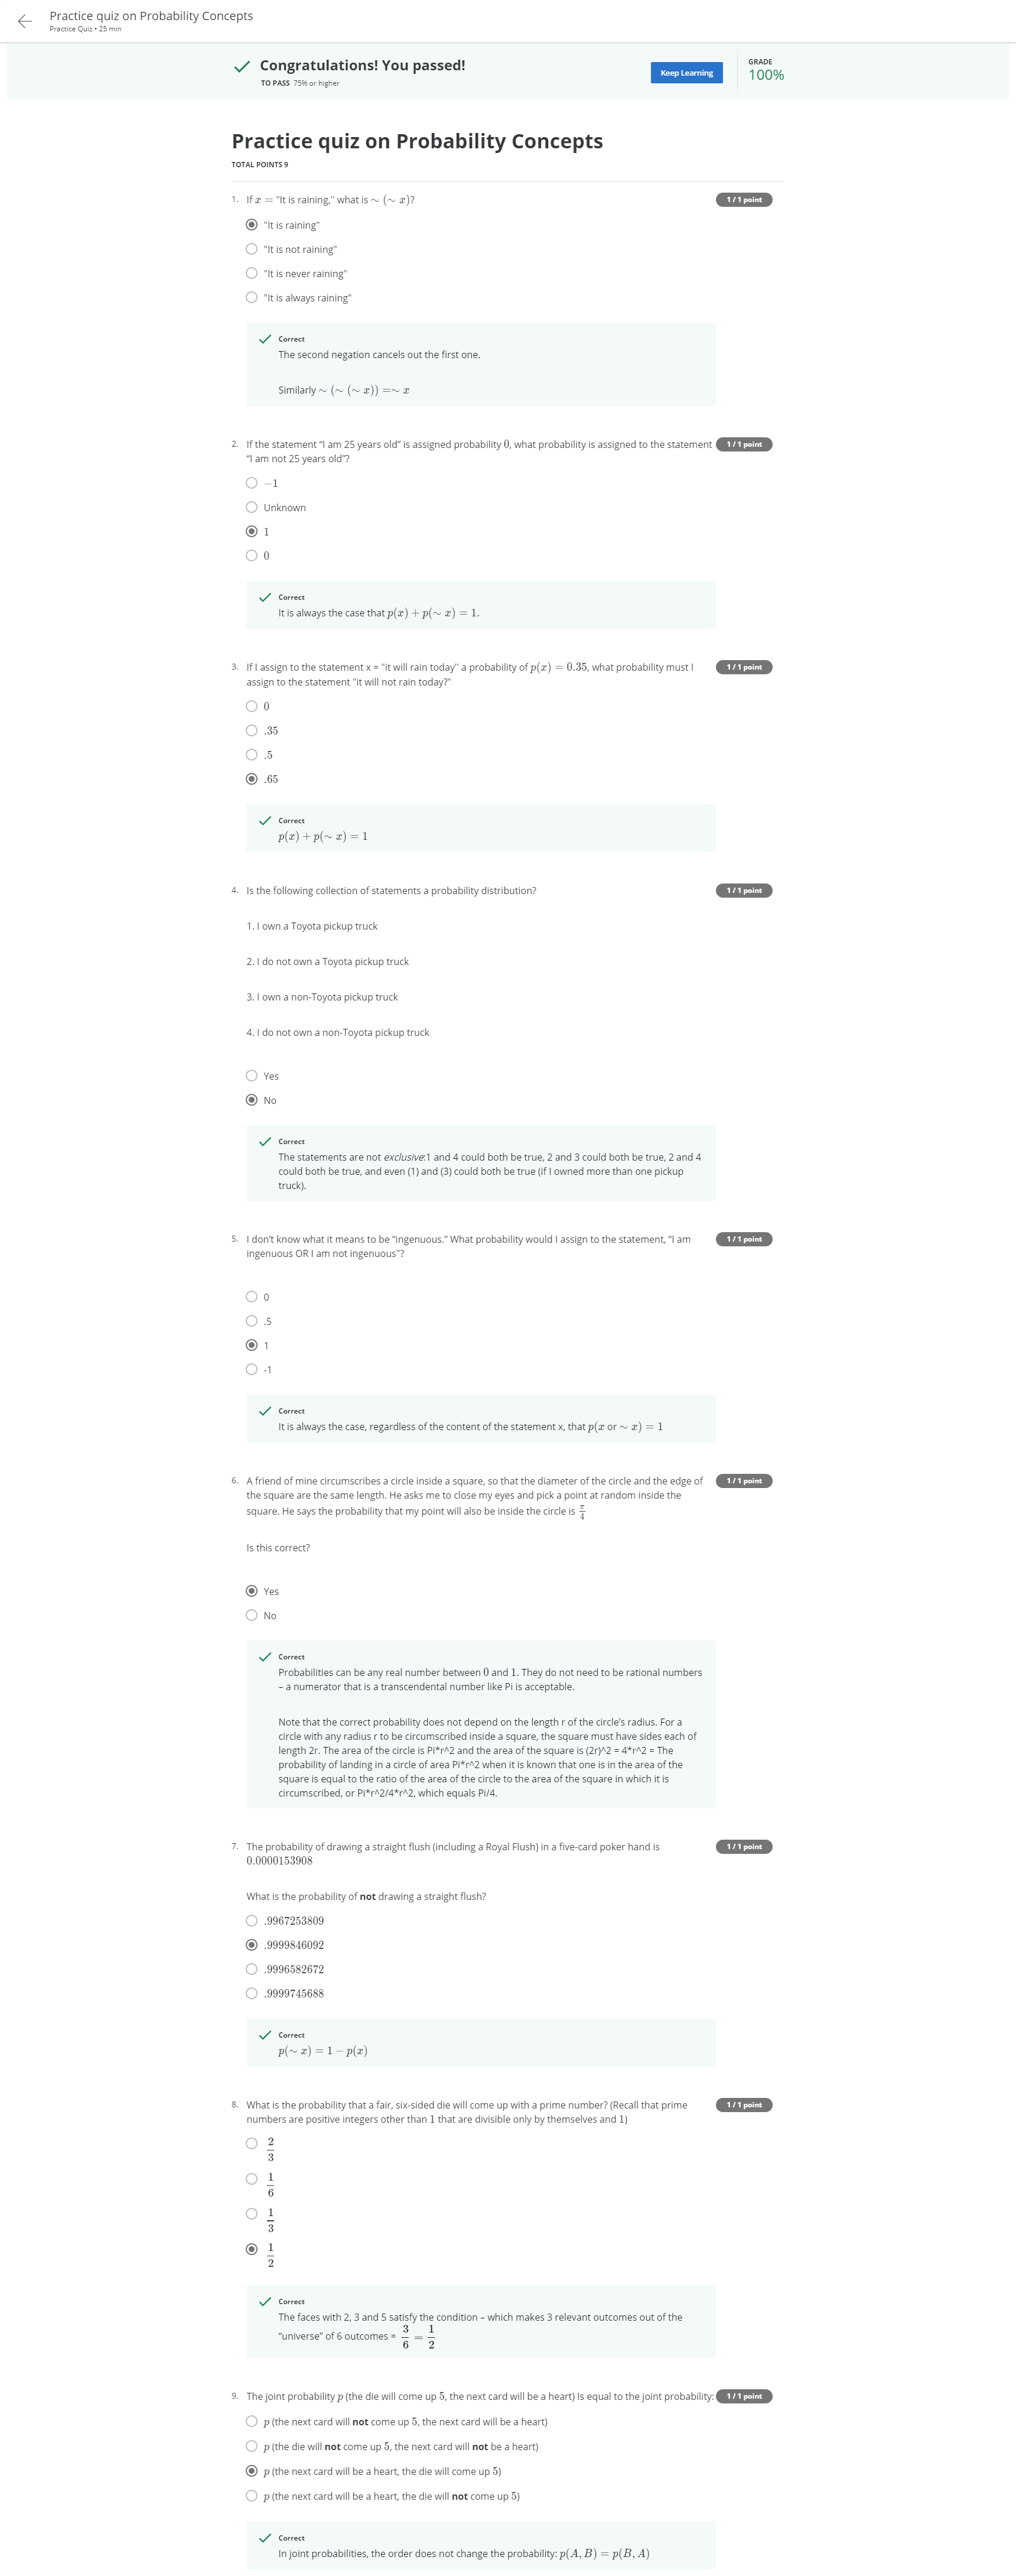 Practice quiz on Probability Concepts
Practice Quiz • 25 min
Congratulations! You passed!
TO PASS 75% or higher
Keep Learning
GRADE
100%
Practice quiz on Probability Concepts
TOTAL POINTS 9
1. If x = "It is raining," what is ∼ (∼ x)?
1 / 1 point
"It is raining"
"It is not raining"
"It is never raining"
"It is always raining"
Correct
The second negation cancels out the first one.
Similarly ∼ (∼ (∼ x)) =∼ x
2. If the statement “I am 25 years old” is assigned probability 0, what probability is assigned to the statement
1 / 1 point
“I am not 25 years old”?
−1
Unknown
1
0
Correct
It is always the case that p(x) + p(∼ x) = 1.
3. If I assign to the statement x = "it will rain today" a probability of p(x) = 0.35, what probability must I
1 / 1 point
assign to the statement "it will not rain today?"
0
.35
.5
.65
Correct
p(x) + p(∼ x) = 1
4. Is the following collection of statements a probability distribution?
1 / 1 point
1. I own a Toyota pickup truck
2. I do not own a Toyota pickup truck
3. I own a non-Toyota pickup truck
4. I do not own a non-Toyota pickup truck
Yes
No
Correct
The statements are not exclusive:1 and 4 could both be true, 2 and 3 could both be true, 2 and 4
could both be true, and even (1) and (3) could both be true (if I owned more than one pickup
truck).
5. I don’t know what it means to be “ingenuous.” What probability would I assign to the statement, “I am
1 / 1 point
ingenuous OR I am not ingenuous"?
0
.5
1
-1
Correct
It is always the case, regardless of the content of the statement x, that p(x or ∼ x) = 1
6. A friend of mine circumscribes a circle inside a square, so that the diameter of the circle and the edge of
1 / 1 point
the square are the same length. He asks me to close my eyes and pick a point at random inside the
square. He says the probability that my point will also be inside the circle is π/4
Is this correct?
Yes
No
Correct
Probabilities can be any real number between 0 and 1. They do not need to be rational numbers
– a numerator that is a transcendental number like Pi is acceptable.
Note that the correct probability does not depend on the length r of the circle’s radius. For a
circle with any radius r to be circumscribed inside a square, the square must have sides each of
length 2r. The area of the circle is Pi*r^2 and the area of the square is (2r)^2 = 4*r^2 = The
probability of landing in a circle of area Pi*r^2 when it is known that one is in the area of the
square is equal to the ratio of the area of the circle to the area of the square in which it is
circumscribed, or Pi*r^2/4*r^2, which equals Pi/4.
7. The probability of drawing a straight flush (including a Royal Flush) in a five-card poker hand is
1 / 1 point
0.0000153908
What is the probability of not drawing a straight flush?
.9967253809
.9999846092
.9996582672
.9999745688
Correct
p(∼ x) = 1 − p(x)
8. What is the probability that a fair, six-sided die will come up with a prime number? (Recall that prime
1 / 1 point
numbers are positive integers other than 1 that are divisible only by themselves and 1)
2/3
1/6
1/3
1/2
Correct
The faces with 2, 3 and 5 satisfy the condition – which makes 3 relevant outcomes out of the
“universe” of 6 outcomes = 3/6 = 1/2
9. The joint probability p (the die will come up 5, the next card will be a heart) Is equal to the joint probability:
1 / 1 point
p (the next card will not come up 5, the next card will be a heart)
p (the die will not come up 5, the next card will not be a heart)
p (the next card will be a heart, the die will come up 5)
p (the next card will be a heart, the die will not come up 5)
Correct
In joint probabilities, the order does not change the probability: p(A, B) = p(B, A)